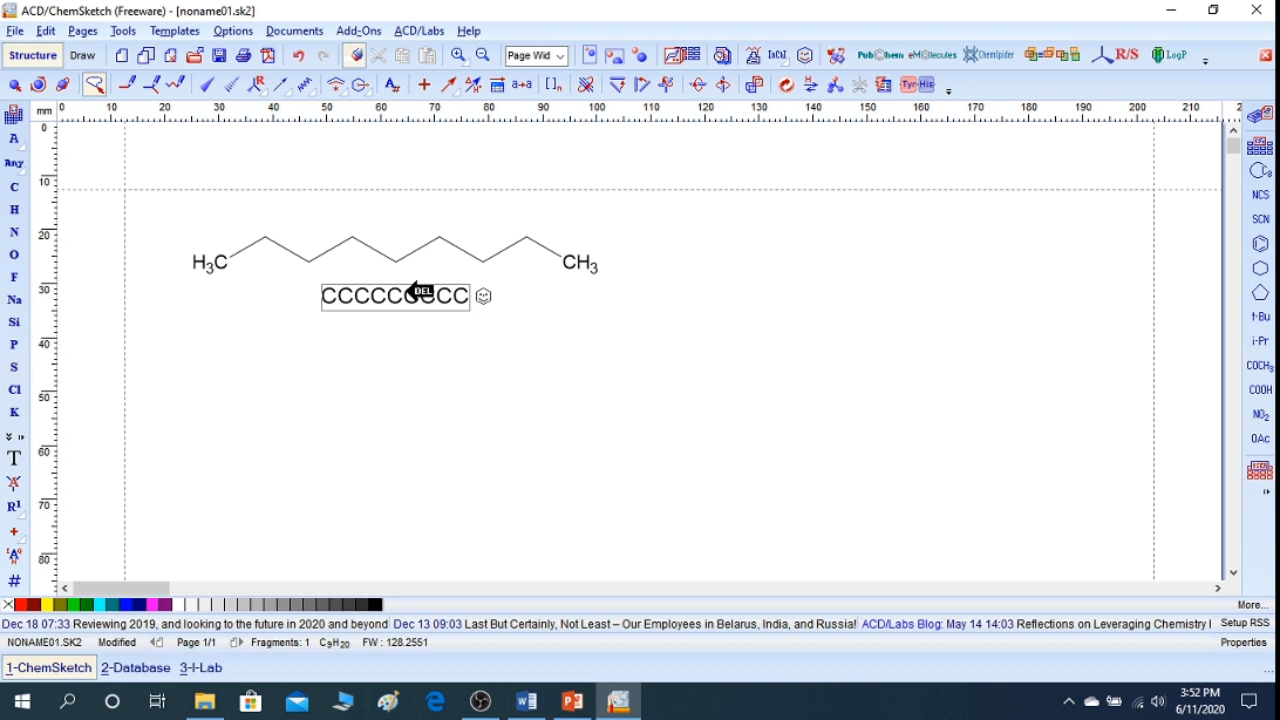 ACD/ChemSketch (Freeware) - [noname01.sk2]
File Edit Pages Tools Templates Options Documents Add-Ons ACD/Labs Help
Structure Draw Page Wid InChI PubChem eMolecules ChemSpider R/S LogP
Tyr His
mm 0 10 20 30 40 50 60 70 80 90 100 110 120 130 140 150 160 170 180 190 200 210 2
0
10
20
30
40
50
60
70
80
A
Any
C
H
N
O
F
Na
Si
P
S
Cl
K
T
R¹
#
NCS
SCN
t-Bu
i-Pr
COCH₃
COOH
NO₂
OAc
H₃C CH₃
CCCCCCCCC
DEL
More...
Dec 18 07:33 Reviewing 2019, and looking to the future in 2020 and beyond Dec 13 09:03 Last But Certainly, Not Least – Our Employees in Belarus, India, and Russia! ACD/Labs Blog: May 14 14:03 Reflections on Leveraging Chemistry Setup RSS
NONAME01.SK2 Modified Page 1/1 Fragments: 1 C₉H₂₀ FW : 128.2551 Properties
1-ChemSketch 2-Database 3-I-Lab
3:52 PM
6/11/2020